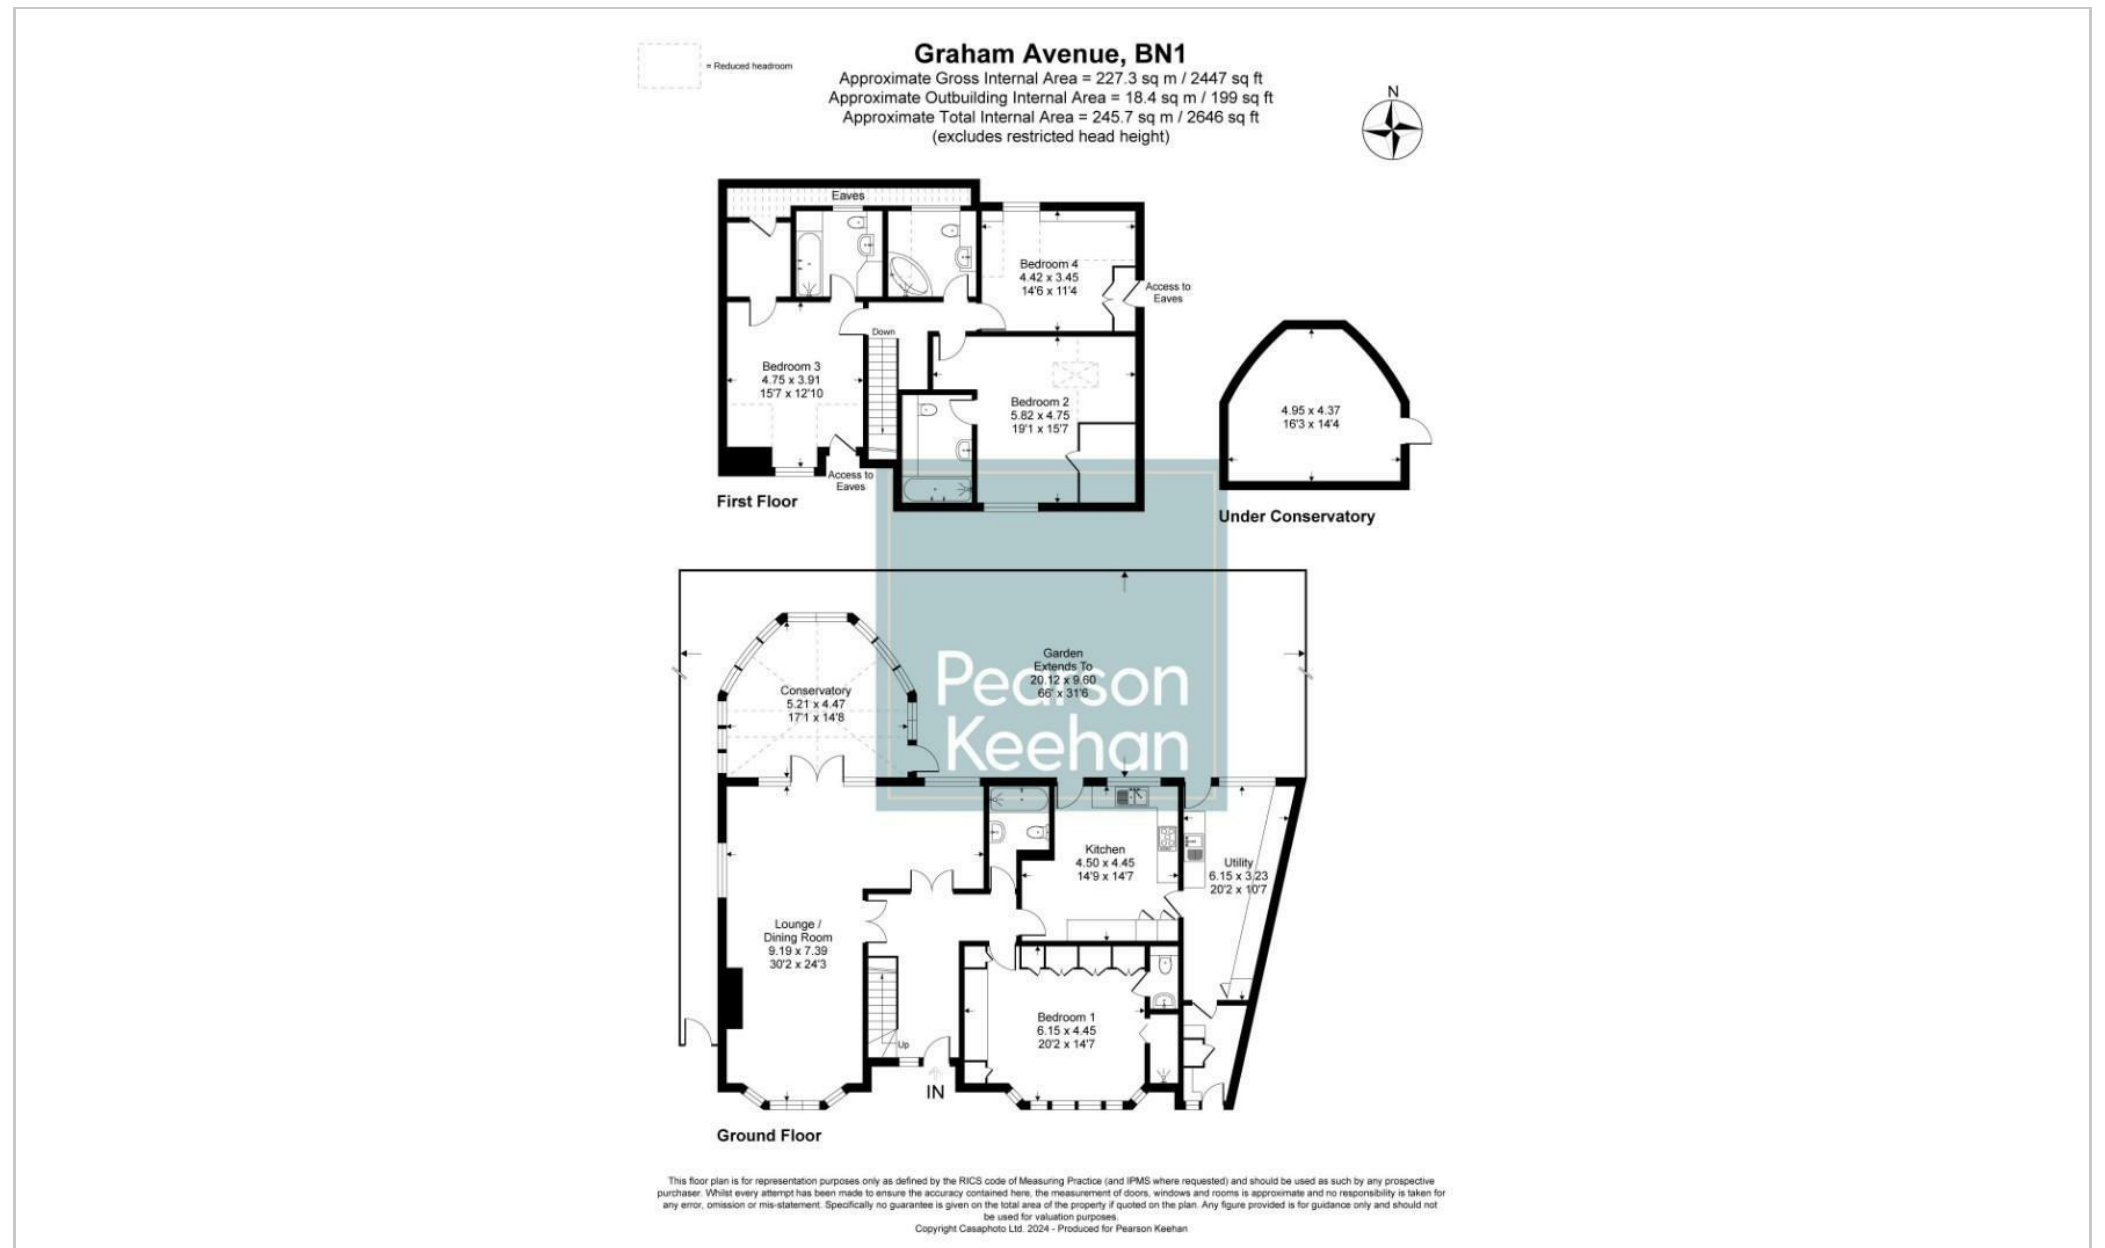 Graham Avenue, BN1
Approximate Gross Internal Area = 227.3 sq m / 2447 sq ft
Approximate Outbuilding Internal Area = 18.4 sq m / 199 sq ft
Approximate Total Internal Area = 245.7 sq m / 2646 sq ft
(excludes restricted head height)
= Reduced headroom
N
Eaves
Bedroom 4
4.42 x 3.45
14'6 x 11'4
Access to
Eaves
Down
Bedroom 3
4.75 x 3.91
15'7 x 12'10
Bedroom 2
5.82 x 4.75
19'1 x 15'7
Access to
Eaves
First Floor
4.95 x 4.37
16'3 x 14'4
Under Conservatory
Garden
Extends To
20.12 x 9.60
66' x 31'6
Pearson
Keehan
Conservatory
5.21 x 4.47
17'1 x 14'8
Kitchen
4.50 x 4.45
14'9 x 14'7
Utility
6.15 x 3.23
20'2 x 10'7
Lounge /
Dining Room
9.19 x 7.39
30'2 x 24'3
Bedroom 1
6.15 x 4.45
20'2 x 14'7
Up
IN
Ground Floor
This floor plan is for representation purposes only as defined by the RICS code of Measuring Practice (and IPMS where requested) and should be used as such by any prospective
purchaser. Whilst every attempt has been made to ensure the accuracy contained here, the measurement of doors, windows and rooms is approximate and no responsibility is taken for
any error, omission or mis-statement. Specifically no guarantee is given on the total area of the property if quoted on the plan. Any figure provided is for guidance only and should not
be used for valuation purposes.
Copyright Casaphoto Ltd. 2024 - Produced for Pearson Keehan